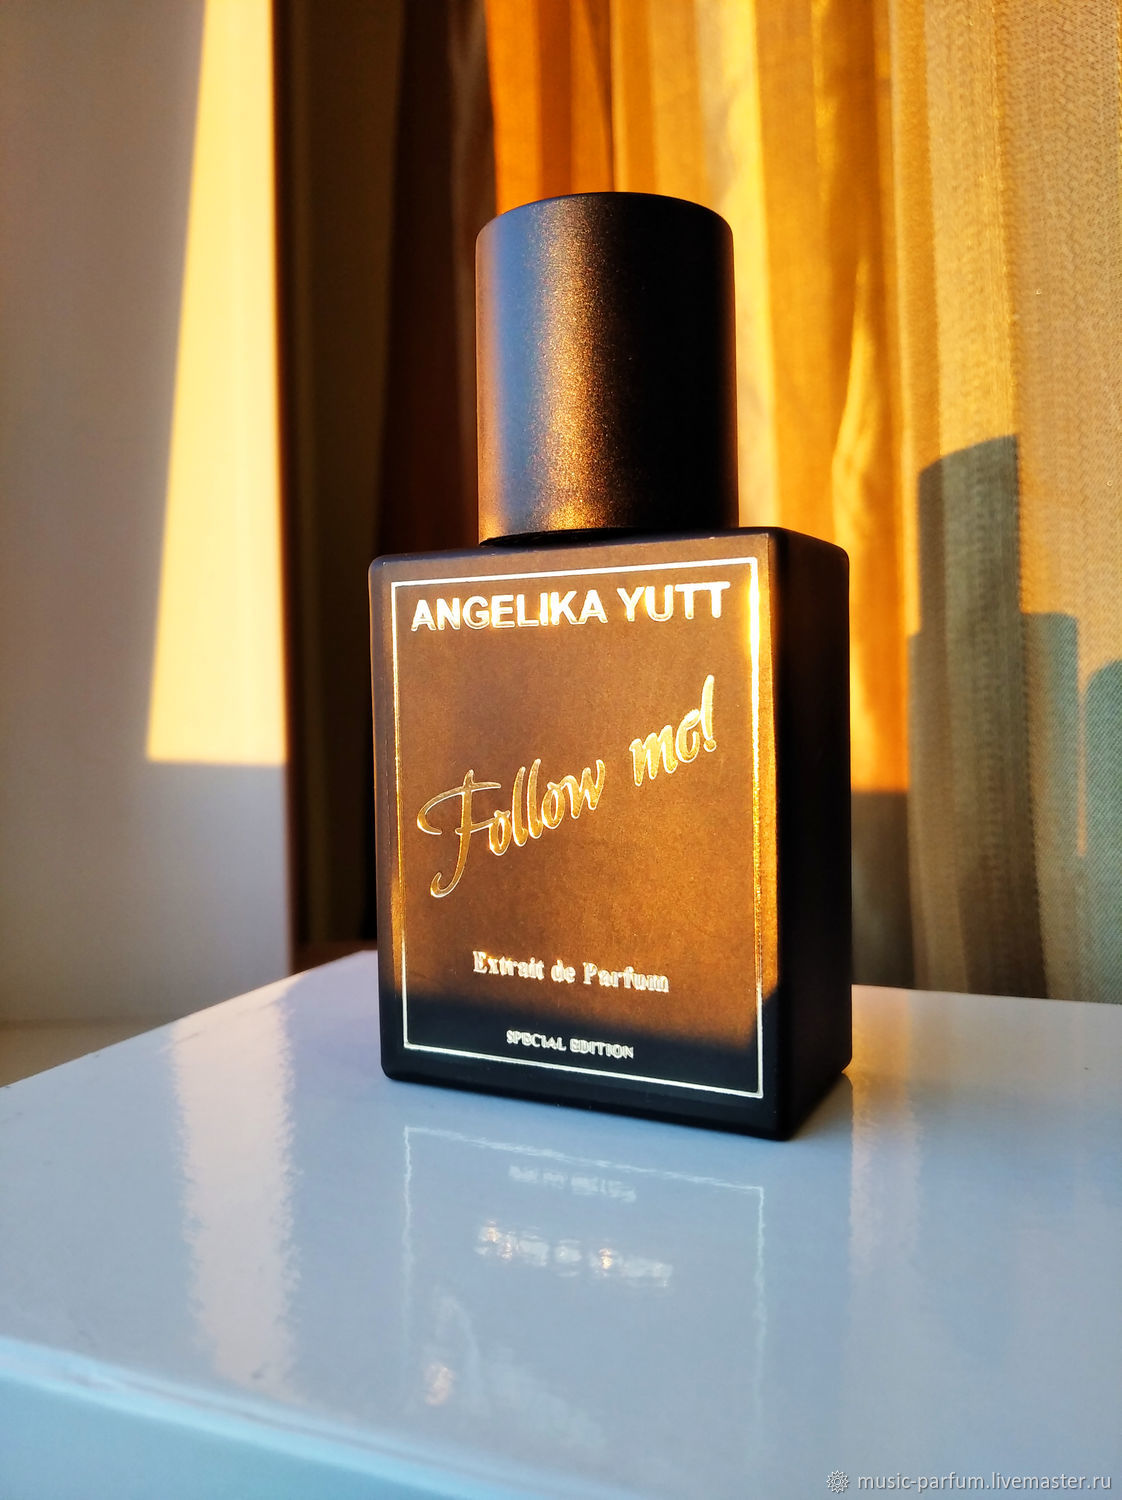 ANGELIKA YUTT
Follow me!
Extrait de Parfum
SPECIAL EDITION
music-parfum.livemaster.ru